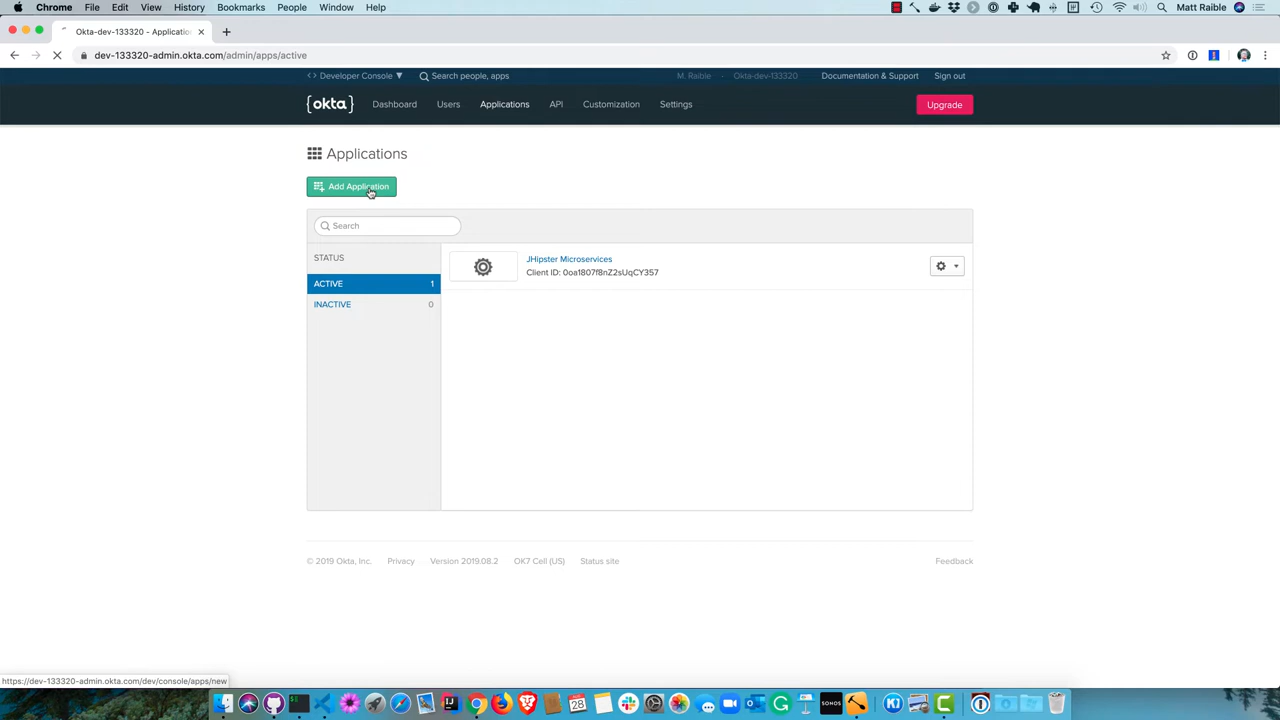 Chrome File Edit View History Bookmarks People Window Help Matt Raible
Okta-dev-133320 - Applicatio
dev-133320-admin.okta.com/admin/apps/active
<> Developer Console ▼ Search people, apps M. Raible - Okta-dev-133320 Documentation & Support Sign out
{okta} Dashboard Users Applications API Customization Settings Upgrade
Applications
Add Application
Search
STATUS
ACTIVE 1
INACTIVE 0
JHipster Microservices
Client ID: 0oa1807f8nZ2sUqCY357
© 2019 Okta, Inc. Privacy Version 2019.08.2 OK7 Cell (US) Status site Feedback
https://dev-133320-admin.okta.com/dev/console/apps/new
28
SONOS